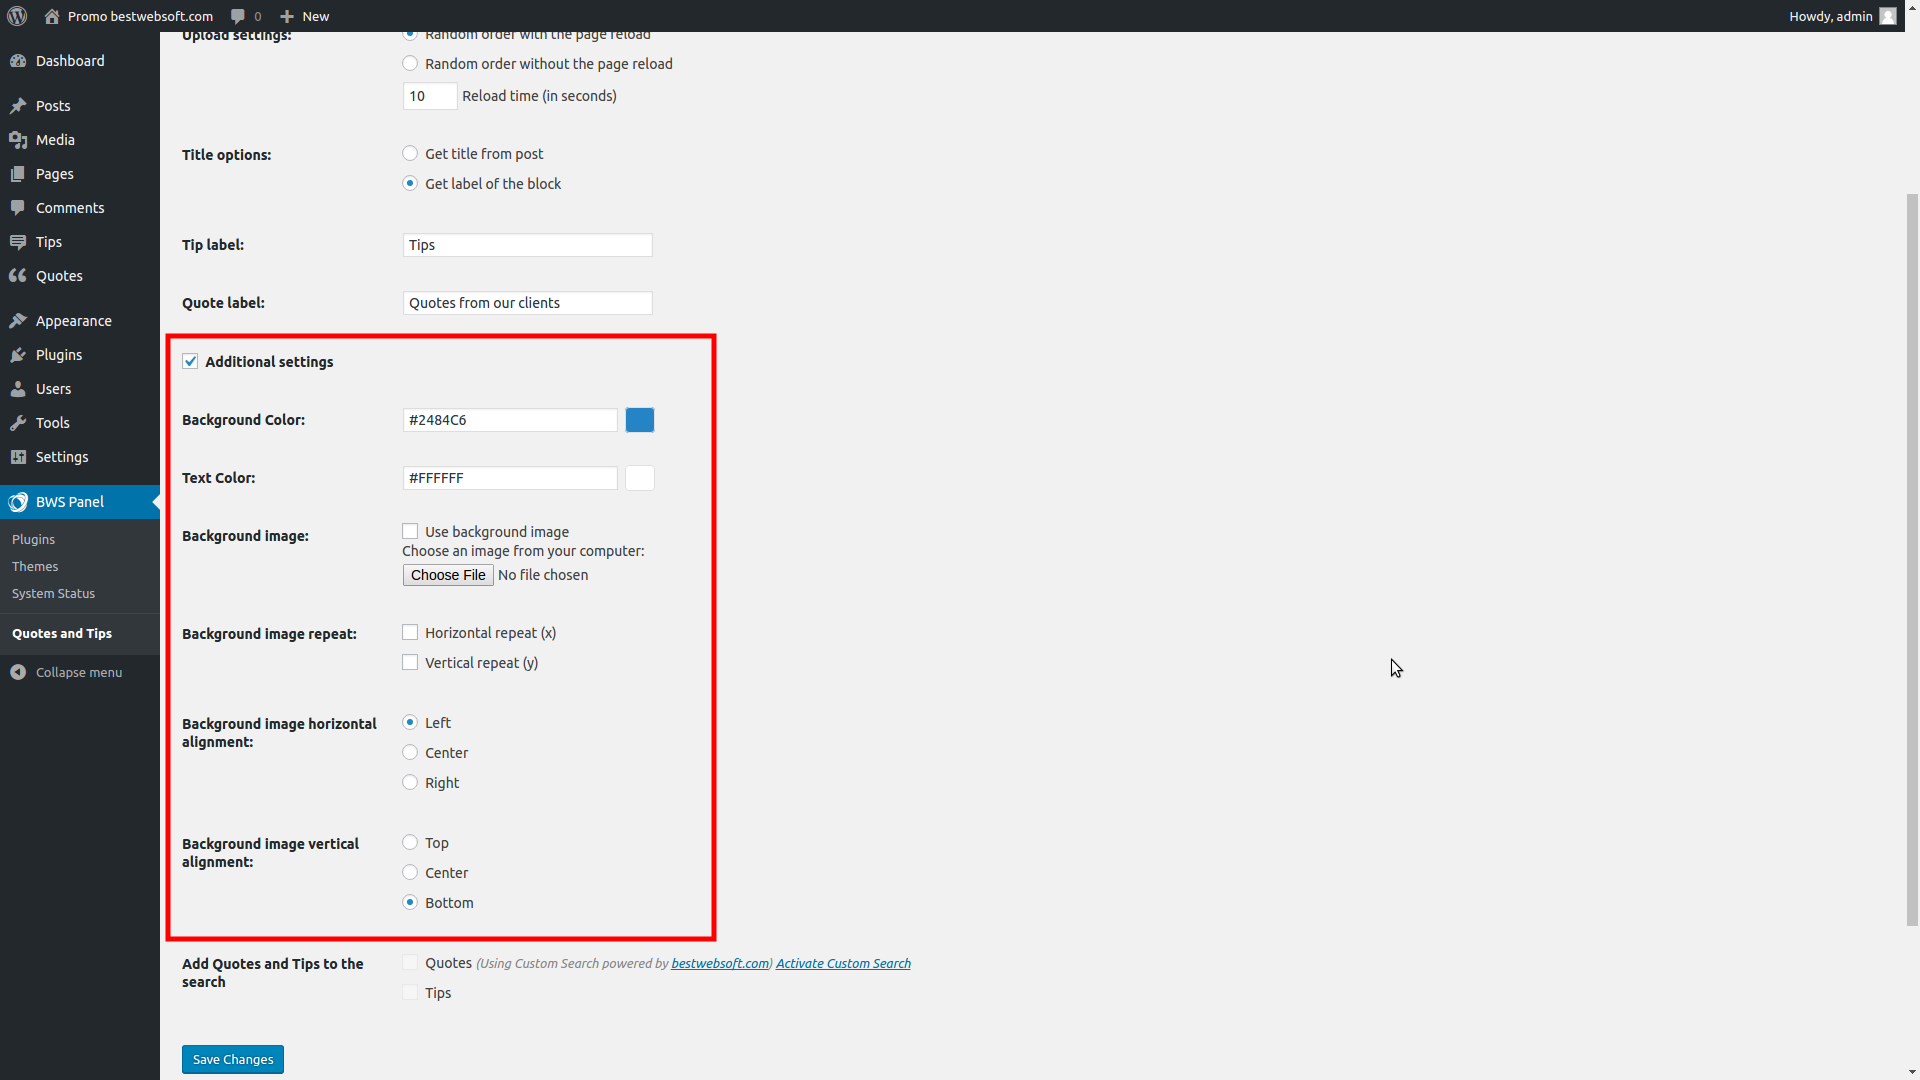 Promo bestwebsoft.com 0 New Howdy, admin
Dashboard
Posts
Media
Pages
Comments
Tips
Quotes
Appearance
Plugins
Users
Tools
Settings
BWS Panel
Plugins
Themes
System Status
Quotes and Tips
Collapse menu
Upload settings: Random order with the page reload
Random order without the page reload
10 Reload time (in seconds)
Title options: Get title from post
Get label of the block
Tip label: Tips
Quote label: Quotes from our clients
Additional settings
Background Color: #2484C6
Text Color: #FFFFFF
Background image: Use background image
Choose an image from your computer:
Choose File No file chosen
Background image repeat: Horizontal repeat (x)
Vertical repeat (y)
Background image horizontal
alignment:
Left
Center
Right
Background image vertical
alignment:
Top
Center
Bottom
Add Quotes and Tips to the
search
Quotes (Using Custom Search powered by bestwebsoft.com) Activate Custom Search
Tips
Save Changes